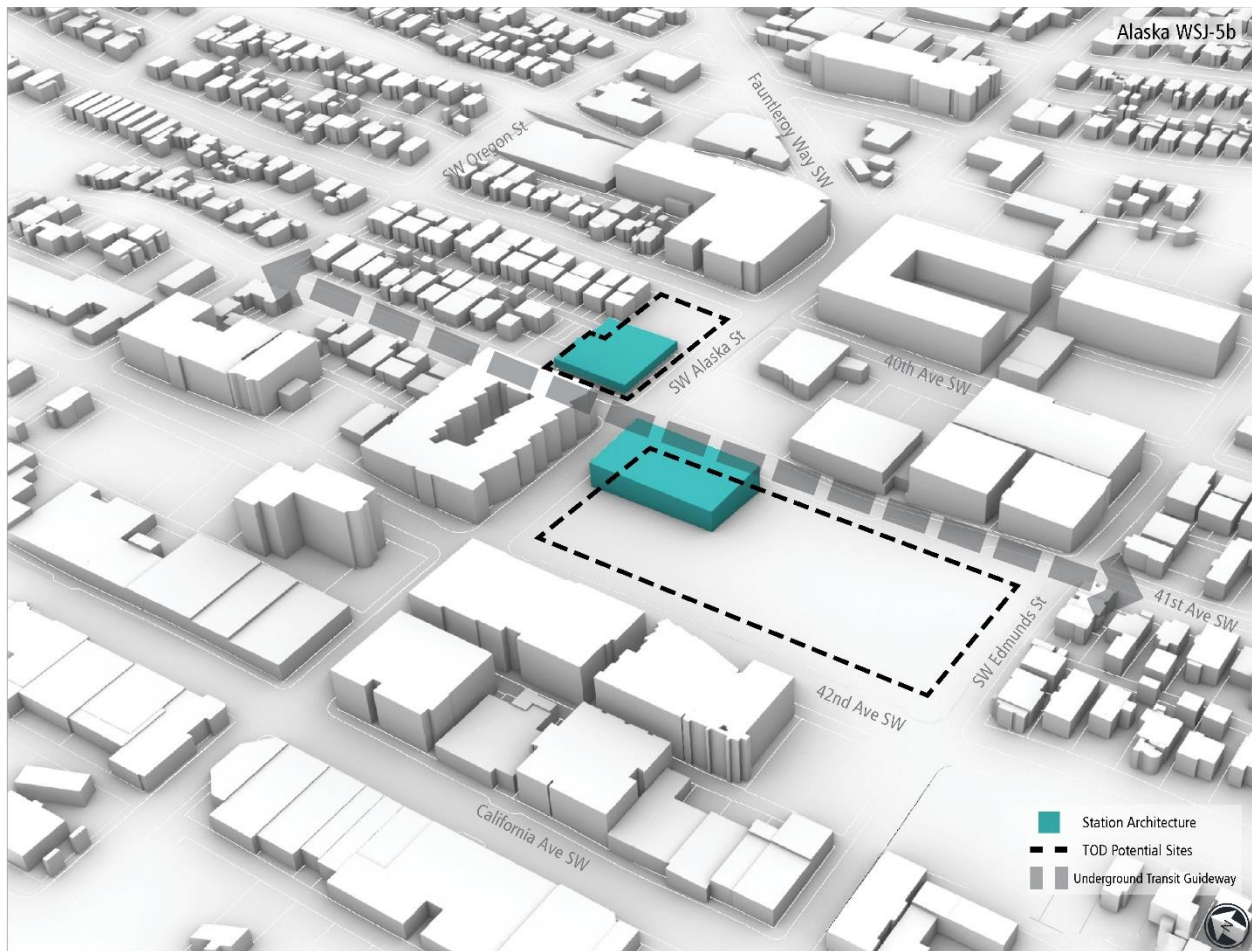 Alaska WSJ-5b
Fauntleroy Way SW
SW Oregon St
SW Alaska St
40th Ave SW
41st Ave SW
SW Edmunds St
42nd Ave SW
California Ave SW
Station Architecture
TOD Potential Sites
Underground Transit Guideway
N